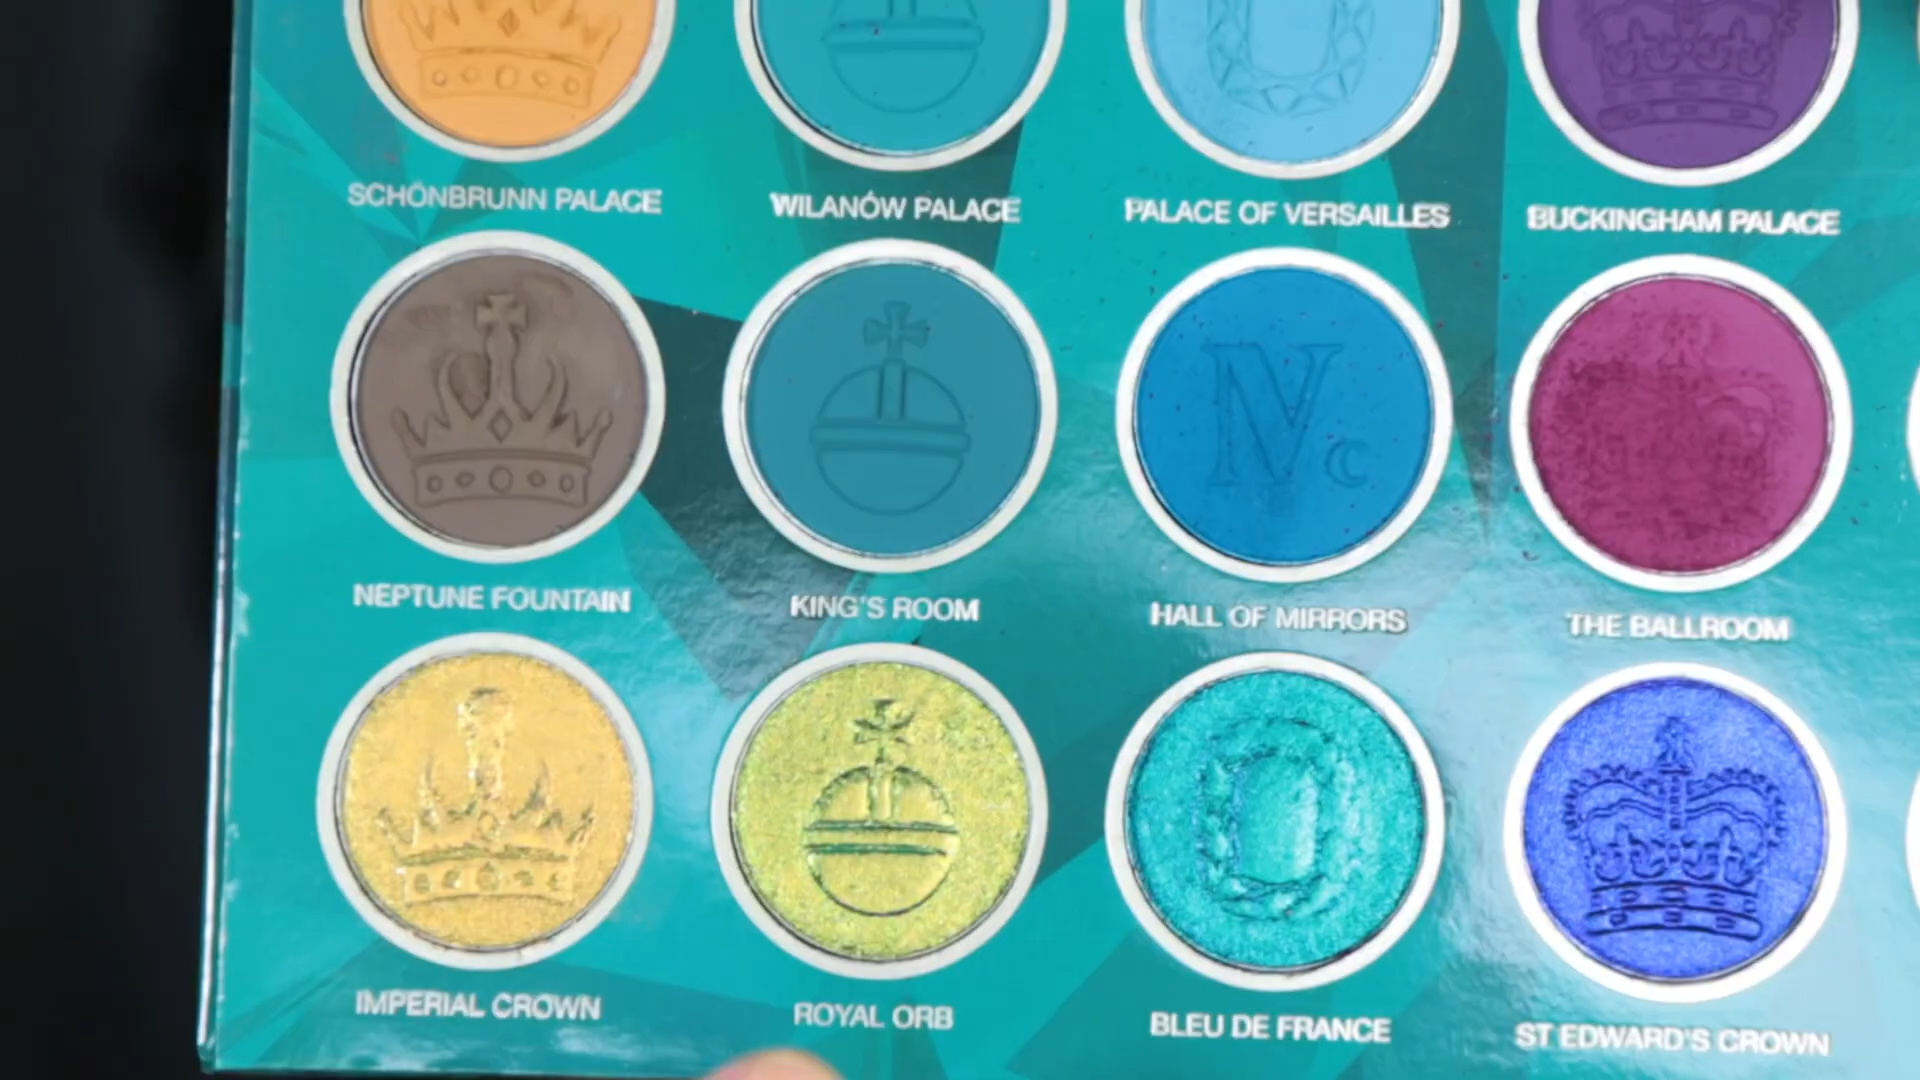 SCHÖNBRUNN PALACE
WILANÓW PALACE
PALACE OF VERSAILLES
BUCKINGHAM PALACE
NEPTUNE FOUNTAIN
KING'S ROOM
Nc
HALL OF MIRRORS
THE BALLROOM
IMPERIAL CROWN
ROYAL ORB
BLEU DE FRANCE
ST EDWARD'S CROWN